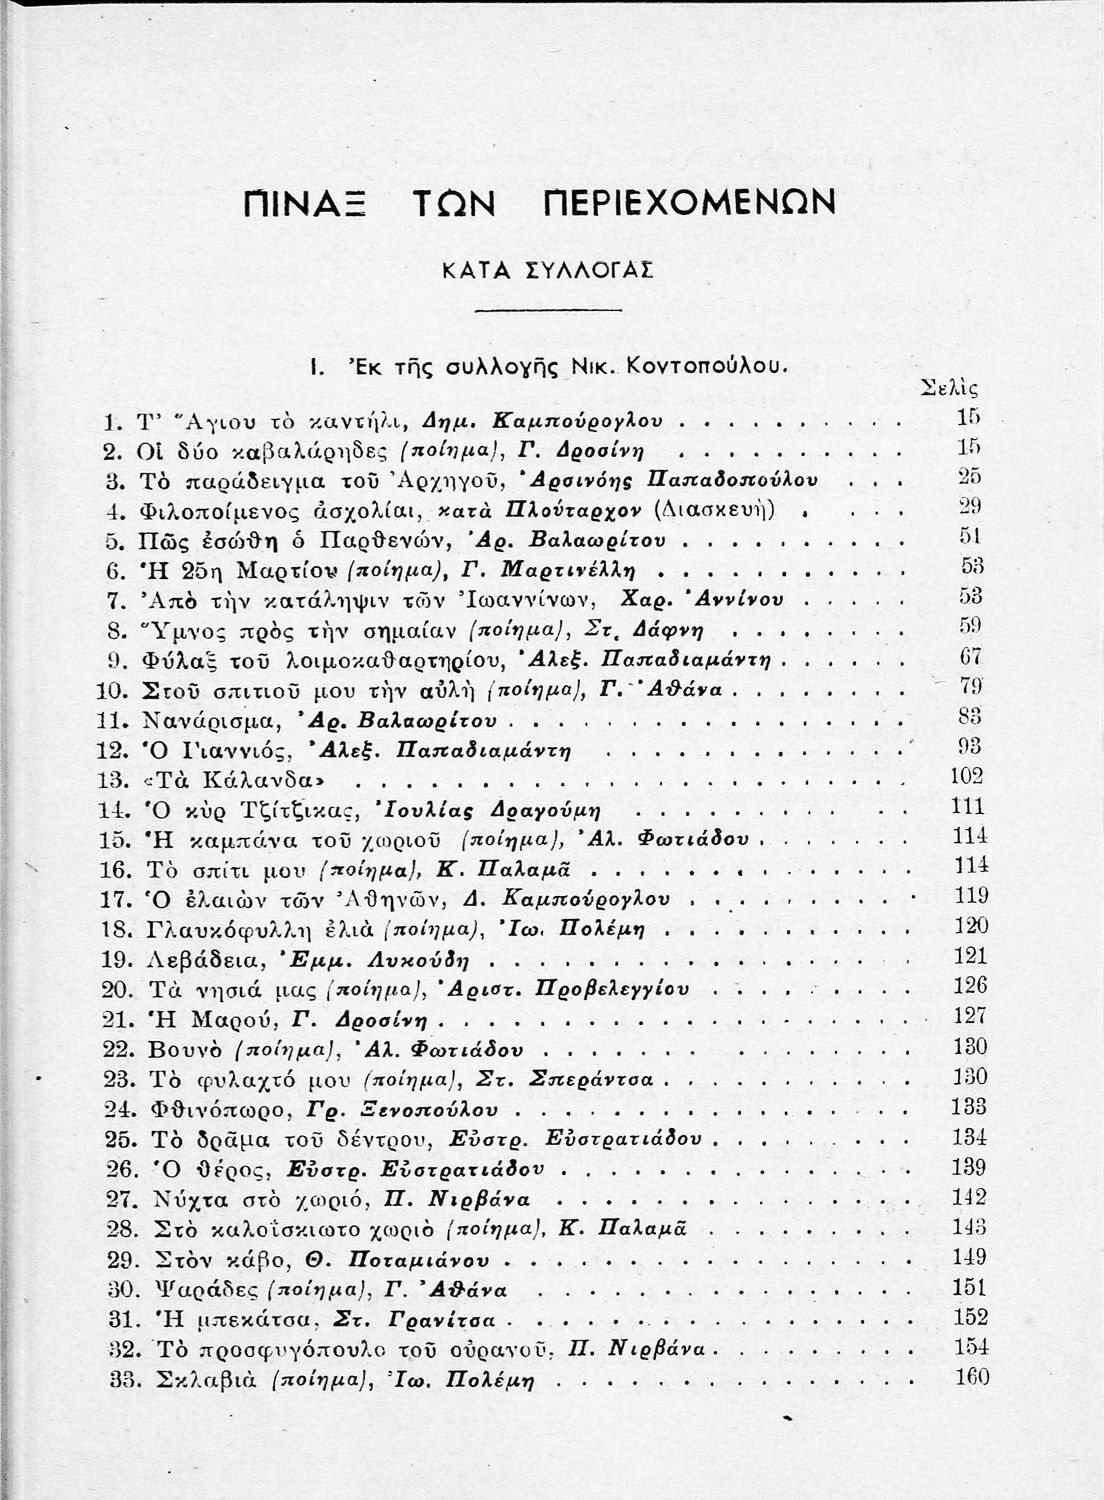 ΠΙΝΑΞ ΤΩΝ ΠΕΡΙΕΧΟΜΕΝΩΝ
ΚΑΤΑ ΣΥΛΛΟΓΑΣ
Ι. Ἐκ τῆς συλλογῆς Νικ. Κοντοπούλου.
Σελὶς
1. Τ’ Ἅγιου τὸ καντήλι, Δημ. Καμπούρογλου . . . . . . . . . . 15
2. Οἱ δύο καβαλάρηδες (ποίημα), Γ. Δροσίνη . . . . . . . . . . 15
3. Τὸ παράδειγμα τοῦ Ἀρχηγοῦ, Ἀρσινόης Παπαδοπούλου . . . 25
4. Φιλοποίμενος ἀσχολίαι, κατὰ Πλούταρχον (Διασκευὴ) . . . . 29
5. Πῶς ἐσώθη ὁ Παρθενών, Ἀρ. Βαλαωρίτου . . . . . . . . . . 51
6. Ἡ 25η Μαρτίου (ποίημα), Γ. Μαρτινέλλη . . . . . . . . . . . 53
7. Ἀπὸ τὴν κατάληψιν τῶν Ἰωαννίνων, Χαρ. Ἀννίνου . . . . . 53
8. Ὕμνος πρὸς τὴν σημαίαν (ποίημα), Στ. Δάφνη . . . . . . . . 59
9. Φύλαξ τοῦ λοιμοκαθαρτηρίου, Ἀλεξ. Παπαδιαμάντη . . . . . . 67
10. Στοῦ σπιτιοῦ μου τὴν αὐλὴ (ποίημα), Γ. Ἀθάνα . . . . . . . . 79
11. Νανάρισμα, Ἀρ. Βαλαωρίτου . . . . . . . . . . . . . . . . . 83
12. Ὁ Γιαννιός, Ἀλεξ. Παπαδιαμάντη . . . . . . . . . . . . . 93
13. «Τὰ Κάλανδα» . . . . . . . . . . . . . . . . . . . . . . . 102
14. Ὁ κὺρ Τζίτζικας, Ἰουλίας Δραγούμη . . . . . . . . . . . 111
15. Ἡ καμπάνα τοῦ χωριοῦ (ποίημα), Ἀλ. Φωτιάδου . . . . . . . 114
16. Τὸ σπίτι μου (ποίημα), Κ. Παλαμᾶ . . . . . . . . . . . . . . 114
17. Ὁ ἐλαιὼν τῶν Ἀθηνῶν, Δ. Καμπούρογλου . . . . . . . . . . 119
18. Γλαυκόφυλλη ἐλιὰ (ποίημα), Ἰω. Πολέμη . . . . . . . . . . . 120
19. Λεβάδεια, Ἐμμ. Λυκούδη . . . . . . . . . . . . . . . . . . 121
20. Τὰ νησιά μας (ποίημα), Ἀριστ. Προβελεγγίου . . . . . . . . . 126
21. Ἡ Μαρού, Γ. Δροσίνη . . . . . . . . . . . . . . . . . . . . 127
22. Βουνὸ (ποίημα), Ἀλ. Φωτιάδου . . . . . . . . . . . . . . . 130
23. Τὸ φυλαχτό μου (ποίημα), Στ. Σπεράντσα . . . . . . . . . . . 130
24. Φθινόπωρο, Γρ. Ξενοπούλου . . . . . . . . . . . . . . . . . 133
25. Τὸ δρᾶμα τοῦ δέντρου, Εὐστρ. Εὐστρατιάδου . . . . . . . . . 134
26. Ὁ θέρος, Εὐστρ. Εὐστρατιάδου . . . . . . . . . . . . . . . 139
27. Νύχτα στὸ χωριό, Π. Νιρβάνα . . . . . . . . . . . . . . . 142
28. Στὸ καλοΐσκιωτο χωριὸ (ποίημα), Κ. Παλαμᾶ . . . . . . . . . 143
29. Στὸν κάβο, Θ. Ποταμιάνου . . . . . . . . . . . . . . . . . 149
30. Ψαράδες (ποίημα), Γ. Ἀθάνα . . . . . . . . . . . . . . . . 151
31. Ἡ μπεκάτσα, Στ. Γρανίτσα . . . . . . . . . . . . . . . . . 152
32. Τὸ προσφυγόπουλο τοῦ οὐρανοῦ, Π. Νιρβάνα . . . . . . . . . 154
33. Σκλαβιὰ (ποίημα), Ἰω. Πολέμη . . . . . . . . . . . . . . . 160